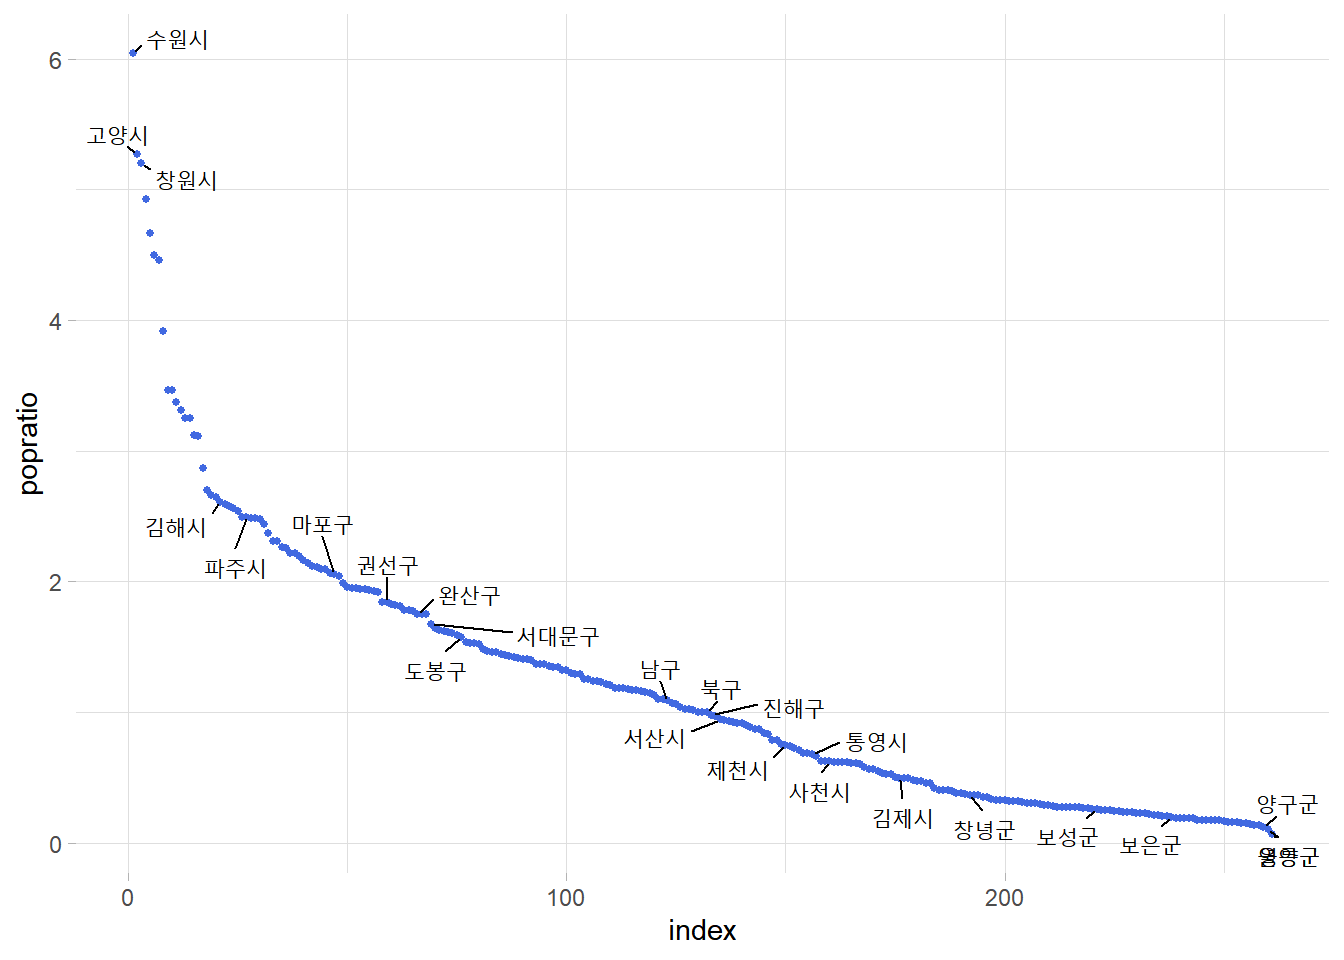 수원시
6
고양시
창원시
4
popratio
김해시
마포구
파주시
권선구
2
완산구
서대문구
도봉구
남구
북구
진해구
서산시
통영시
제천시
사천시
양구군
김제시
창녕군
보성군
보은군
0
0
100
200
index